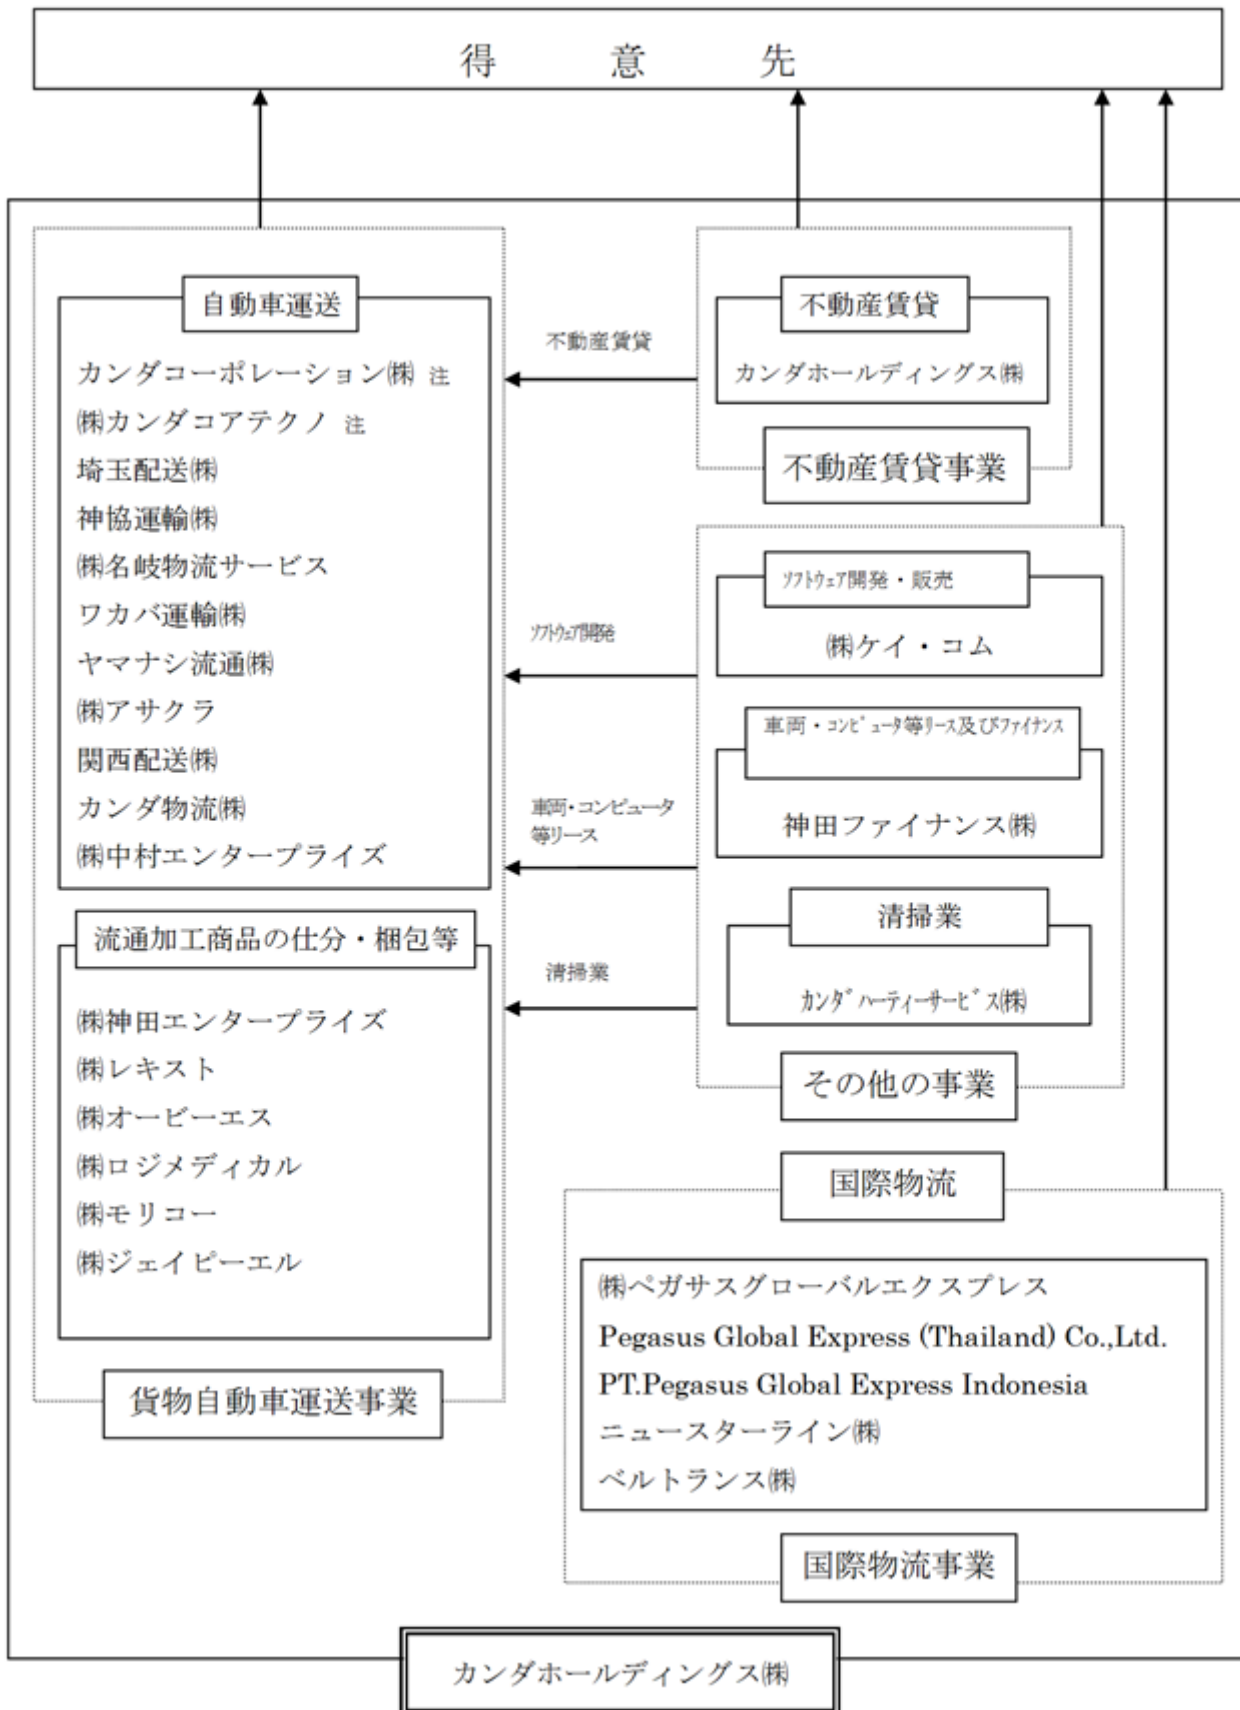 得意先
自動車運送
カンダコーポレーション㈱ 注
㈱カンダコアテクノ 注
埼玉配送㈱
神協運輸㈱
㈱名岐物流サービス
ワカバ運輸㈱
ヤマナシ流通㈱
㈱アサクラ
関西配送㈱
カンダ物流㈱
㈱中村エンタープライズ
流通加工商品の仕分・梱包等
㈱神田エンタープライズ
㈱レキスト
㈱オービーエス
㈱ロジメディカル
㈱モリコー
㈱ジェイピーエル
貨物自動車運送事業
不動産賃貸
ソフトウェア開発
車両・コンピュータ
等リース
清掃業
不動産賃貸
カンダホールディングス㈱
不動産賃貸事業
ソフトウェア開発・販売
㈱ケイ・コム
車両・コンピュータ等リース及びファイナンス
神田ファイナンス㈱
清掃業
カンダハーティーサービス㈱
その他の事業
国際物流
㈱ペガサスグローバルエクスプレス
Pegasus Global Express (Thailand) Co.,Ltd.
PT.Pegasus Global Express Indonesia
ニュースターライン㈱
ベルトランス㈱
国際物流事業
カンダホールディングス㈱